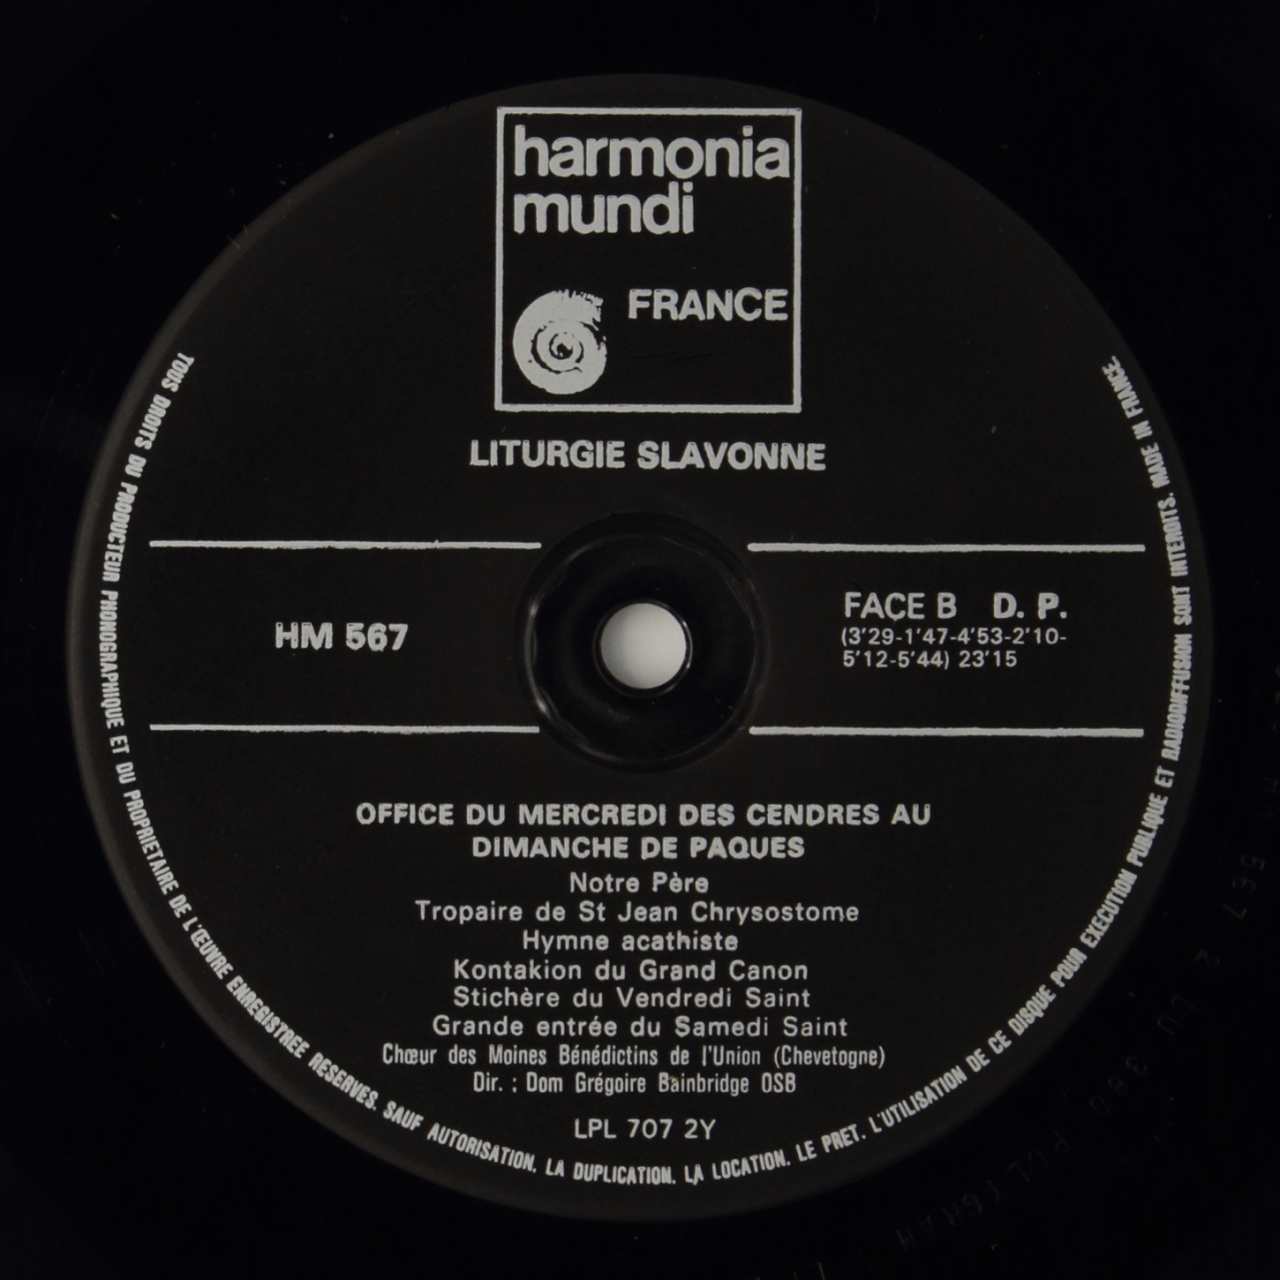 harmonia
mundi
FRANCE
LITURGIE SLAVONNE
HM 567
FACE B D. P.
(3'29-1'47-4'53-2'10-
5'12-5'44) 23'15
OFFICE DU MERCREDI DES CENDRES AU
DIMANCHE DE PAQUES
Notre Père
Tropaire de St Jean Chrysostome
Hymne acathiste
Kontakion du Grand Canon
Stichère du Vendredi Saint
Grande entrée du Samedi Saint
Chœur des Moines Bénédictins de l'Union (Chevetogne)
Dir. : Dom Grégoire Bainbridge OSB
LPL 707 2Y
TOUS DROITS DU PRODUCTEUR PHONOGRAPHIQUE ET DU PROPRIETAIRE DE L'ŒUVRE ENREGISTREE RESERVES. SAUF AUTORISATION, LA DUPLICATION, LA LOCATION, LE PRET, L'UTILISATION DE CE DISQUE POUR EXECUTION PUBLIQUE ET RADIODIFFUSION SONT INTERDITS. MADE IN FRANCE.